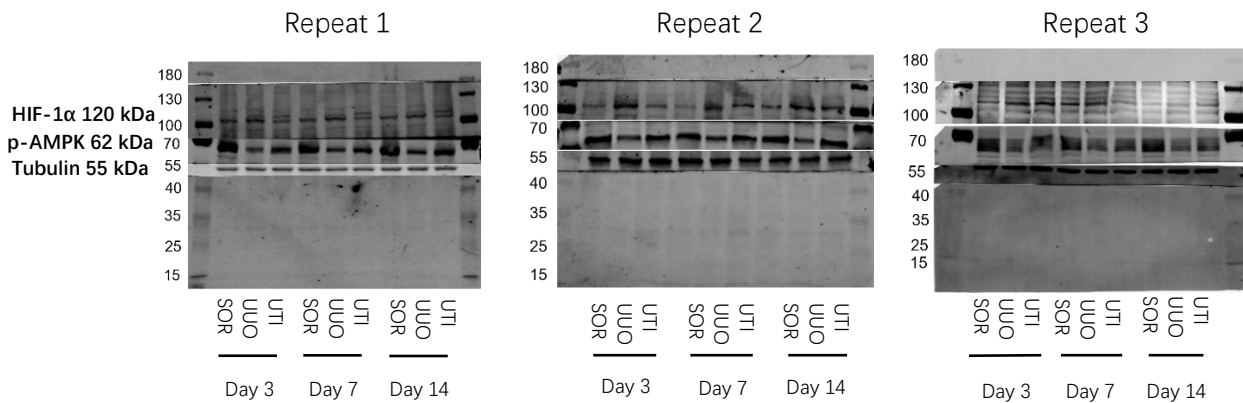 Repeat 1
Repeat 2
Repeat 3
HIF-1α 120 kDa
p-AMPK 62 kDa
Tubulin 55 kDa
180
130
100
70
55
40
35
25
15
180
130
100
70
55
40
35
25
15
180
130
100
70
55
40
35
25
15
SOR
UUO
UTI
SOR
UUO
UTI
SOR
UUO
UTI
SOR
UUO
UTI
SOR
UUO
UTI
SOR
UUO
UTI
SOR
UUO
UTI
SOR
UUO
UTI
SOR
UUO
UTI
Day 3
Day 7
Day 14
Day 3
Day 7
Day 14
Day 3
Day 7
Day 14